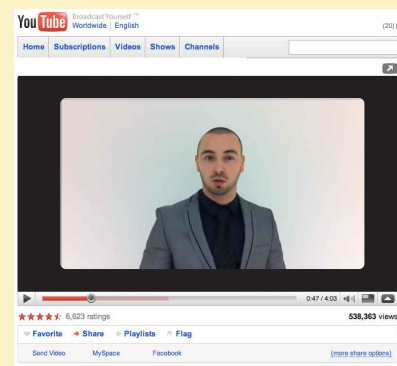 You Tube Broadcast Yourself ™
Worldwide | English
(20)
Home Subscriptions Videos Shows Channels
0:47 / 4:03
6,623 ratings 538,363 views
Favorite Share Playlists Flag
Send Video MySpace Facebook (more share options)